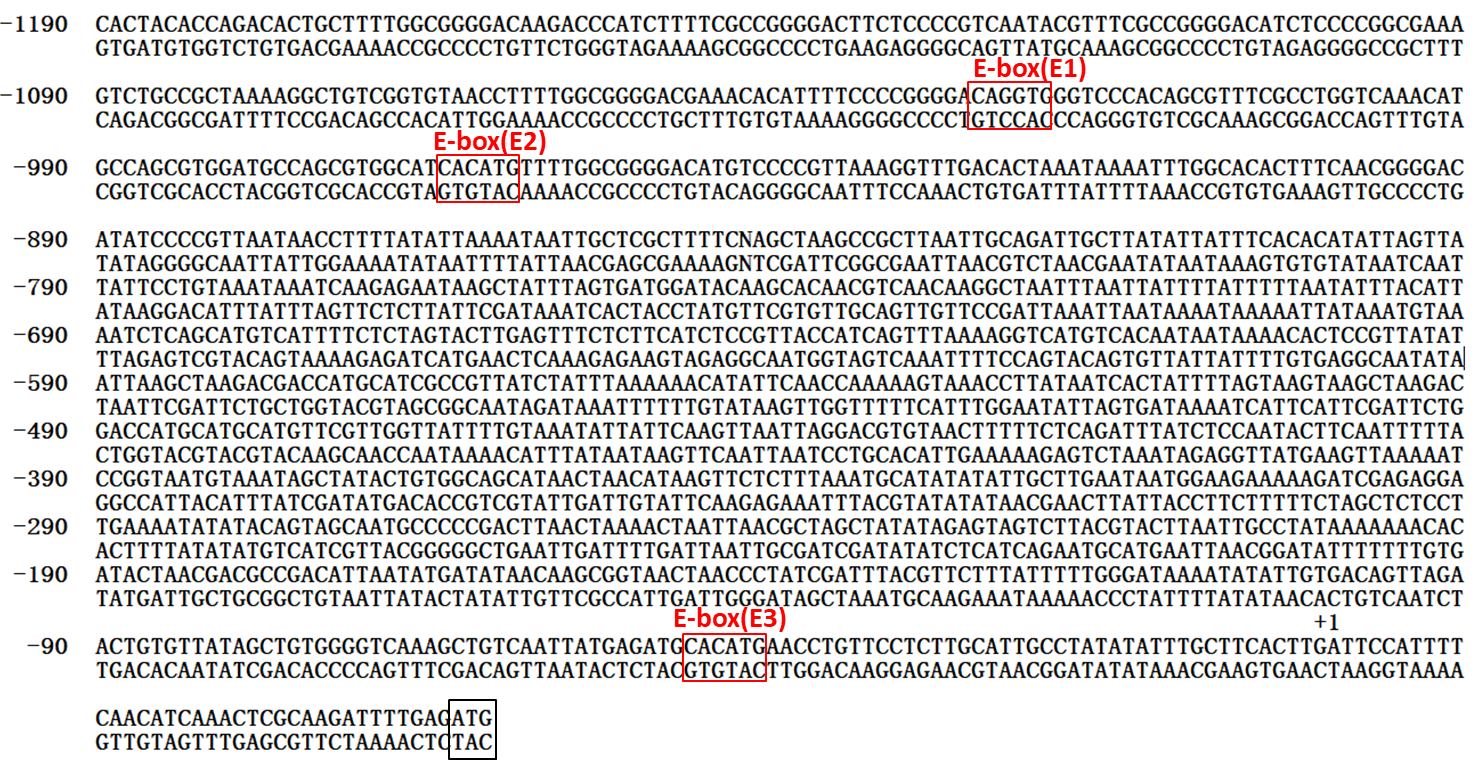 -1190 CACTACACCAGACACTGCTTTTGGCGGGGACAAGACCCATCTTTTCGCCGGGGACTTCTCCCCGTCAATACGTTTCGCCGGGGACATCTCCCCGGCGAAA
GTGATGTGGTCTGTGACGAAAACCGCCCCTGTTCTGGGTAGAAAAGCGGCCCCTGAAGAGGGGCAGTTATGCAAAGCGGCCCCTGTAGAGGGGCCGCTTT
E-box(E1)
-1090 GTCTGCCGCTAAAAGGCTGTCGGTGTAACCTTTTGGCGGGGACGAAACACATTTTCCCCGGGGACAGGTGGGTCCCACAGCGTTTCGCCTGGTCAAACAT
CAGACGGCGATTTTCCGACAGCCACATTGGAAAACCGCCCCTGCTTTGTGTAAAAGGGGCCCCTGTCCACCCAGGGTGTCGCAAAGCGGACCAGTTTGTA
E-box(E2)
-990 GCCAGCGTGGATGCCAGCGTGGCATCACATGTTTTGGCGGGGACATGTCCCCGTTAAAGGTTTGACACTAAATAAAATTTGGCACACTTTCAACGGGGAC
CGGTCGCACCTACGGTCGCACCGTAGTGTACAAAACCGCCCCTGTACAGGGGCAATTTCCAAACTGTGATTTATTTTAAACCGTGTGAAAGTTGCCCCTG
-890 ATATCCCCGTTAATAACCTTTTATATTAAAATAATTGCTCGCTTTTCNAGCTAAGCCGCTTAATTGCAGATTGCTTATATTATTTCACACATATTAGTTA
TATAGGGGCAATTATTGGAAAATATAATTTTATTAACGAGCGAAAAGNTCGATTCGGCGAATTAACGTCTAACGAATATAATAAAGTGTGTATAATCAAT
-790 TATTCCTGTAAATAAATCAAGAGAATAAGCTATTTAGTGATGGATACAAGCACAACGTCAACAAGGCTAATTTAATTATTTTATTTTTAATATTTACATT
ATAAGGACATTTATTTAGTTCTCTTATTCGATAAATCACTACCTATGTTCGTGTTGCAGTTGTTCCGATTAAATTAATAAAATAAAAATTATAAATGTAA
-690 AATCTCAGCATGTCATTTTCTCTAGTACTTGAGTTTCTCTTCATCTCCGTTACCATCAGTTTAAAAGGTCATGTCACAATAATAAAACACTCCGTTATAT
TTAGAGTCGTACAGTAAAAGAGATCATGAACTCAAAGAGAAGTAGAGGCAATGGTAGTCAAATTTTCCAGTACAGTGTTATTATTTTGTGAGGCAATATA
-590 ATTAAGCTAAGACGACCATGCATCGCCGTTATCTATTTAAAAAACATATTCAACCAAAAAGTAAACCTTATAATCACTATTTTAGTAAGTAAGCTAAGAC
TAATTCGATTCTGCTGGTACGTAGCGGCAATAGATAAATTTTTTGTATAAGTTGGTTTTTCATTTGGAATATTAGTGATAAAATCATTCATTCGATTCTG
-490 GACCATGCATGCATGTTCGTTGGTTATTTTGTAAATATTATTCAAGTTAATTAGGACGTGTAACTTTTTCTCAGATTTATCTCCAATACTTCAATTTTTA
CTGGTACGTACGTACAAGCAACCAATAAAACATTTATAATAAGTTCAATTAATCCTGCACATTGAAAAAGAGTCTAAATAGAGGTTATGAAGTTAAAAAT
-390 CCGGTAATGTAAATAGCTATACTGTGGCAGCATAACTAACATAAGTTCTCTTTAAATGCATATATATTGCTTGAATAATGGAAGAAAAAGATCGAGAGGA
GGCCATTACATTTATCGATATGACACCGTCGTATTGATTGTATTCAAGAGAAATTTACGTATATATAACGAACTTATTACCTTCTTTTTCTAGCTCTCCT
-290 TGAAAATATATACAGTAGCAATGCCCCCGACTTAACTAAAACTAATTAACGCTAGCTATATAGAGTAGTCTTACGTACTTAATTGCCTATAAAAAAACAC
ACTTTTATATATGTCATCGTTACGGGGGCTGAATTGATTTTGATTAATTGCGATCGATATATCTCATCAGAATGCATGAATTAACGGATATTTTTTTGTG
-190 ATACTAACGACGCCGACATTAATATGATATAACAAGCGGTAACTAACCCTATCGATTTACGTTCTTTATTTTTGGGATAAAATATATTGTGACAGTTAGA
TATGATTGCTGCGGCTGTAATTATACTATATTGTTCGCCATTGATTGGGATAGCTAAATGCAAGAAATAAAAACCCTATTTTATATAACACTGTCAATCT
E-box(E3) +1
-90 ACTGTGTTATAGCTGTGGGGTCAAAGCTGTCAATTATGAGATGCACATGAACCTGTTCCTCTTGCATTGCCTATATATTTGCTTCACTTGATTCCATTTT
TGACACAATATCGACACCCCAGTTTCGACAGTTAATACTCTACGTGTACTTGGACAAGGAGAACGTAACGGATATATAAACGAAGTGAACTAAGGTAAAA
CAACATCAAACTCGCAAGATTTTGAGATG
GTTGTAGTTTGAGCGTTCTAAAACTCTAC